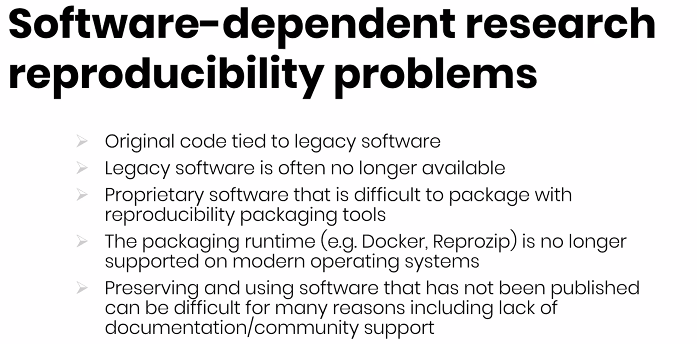 Software-dependent research
reproducibility problems
Original code tied to legacy software
Legacy software is often no longer available
Proprietary software that is difficult to package with
reproducibility packaging tools
The packaging runtime (e.g. Docker, Reprozip) is no longer
supported on modern operating systems
Preserving and using software that has not been published
can be difficult for many reasons including lack of
documentation/community support